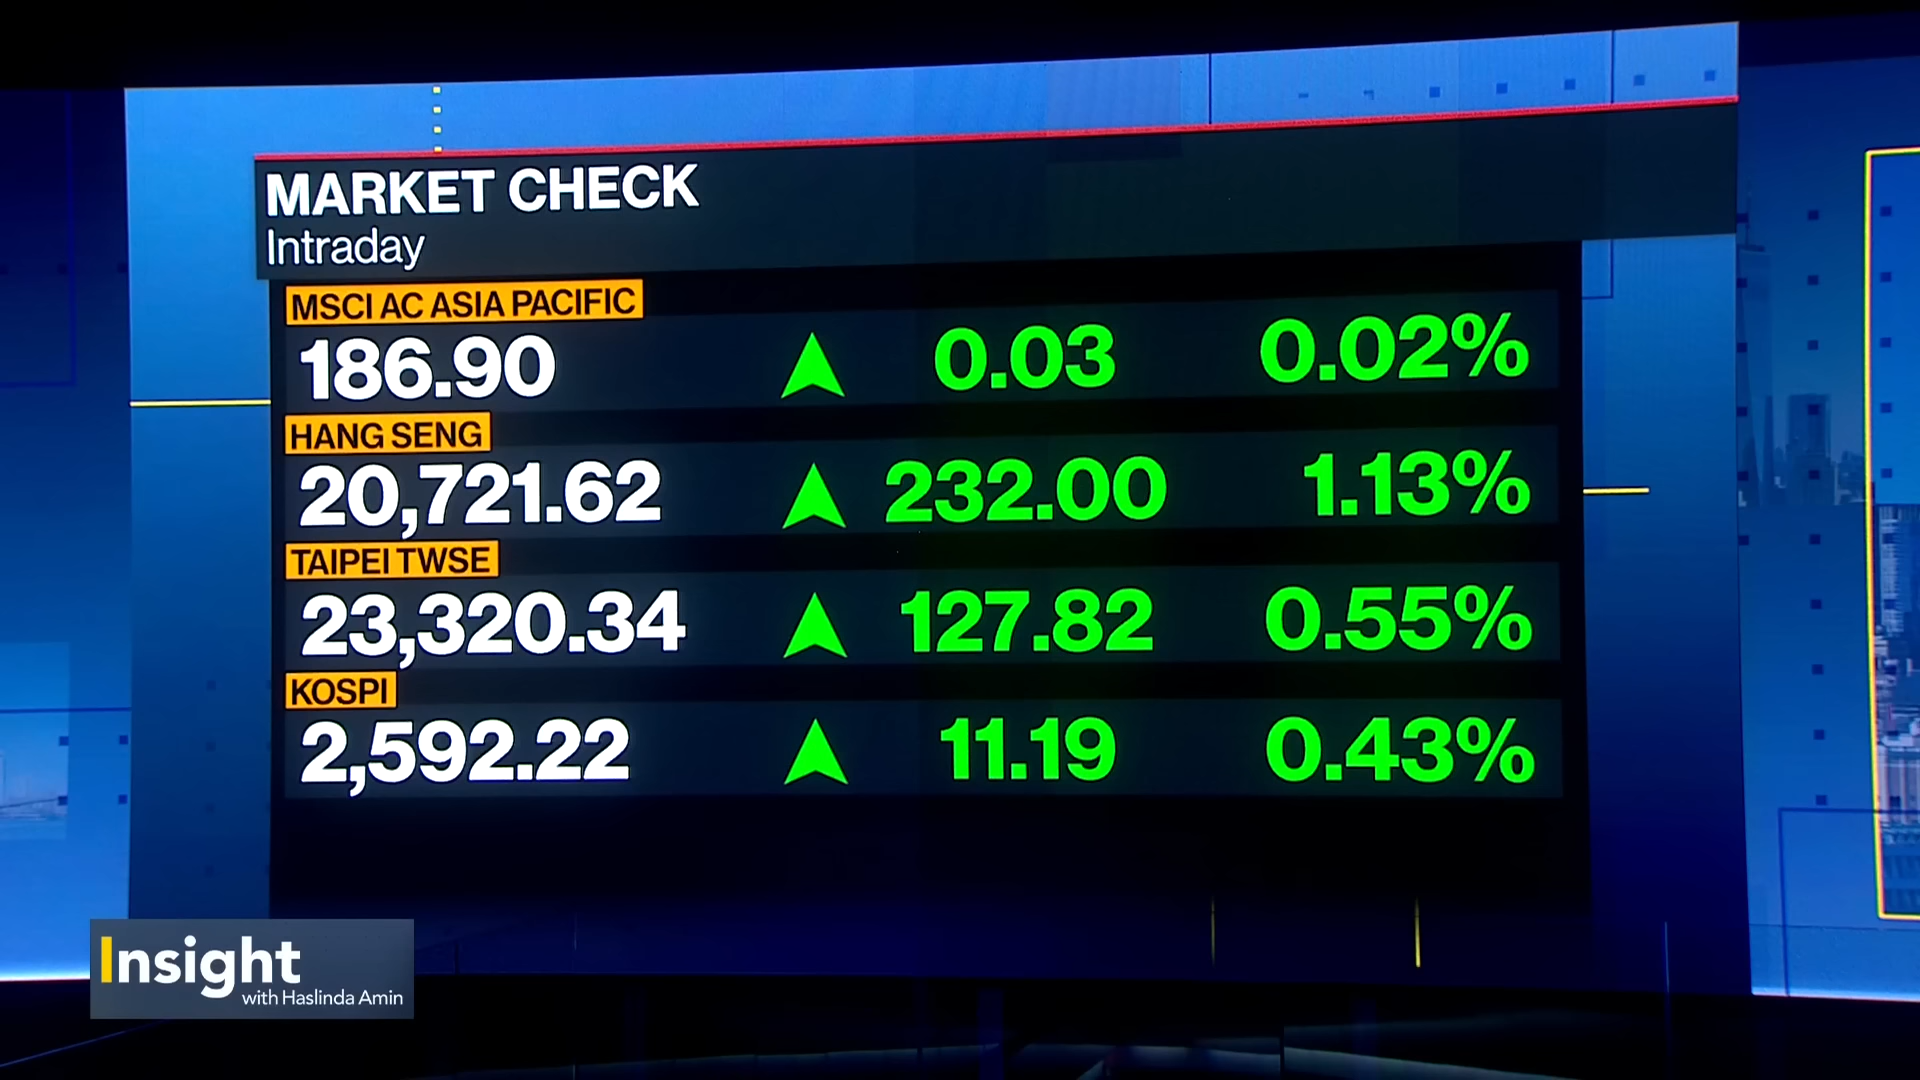 MARKET CHECK
Intraday
MSCI AC ASIA PACIFIC
186.90 ▲ 0.03 0.02%
HANG SENG
20,721.62 ▲ 232.00 1.13%
TAIPEI TWSE
23,320.34 ▲ 127.82 0.55%
KOSPI
2,592.22 ▲ 11.19 0.43%
Insight
with Haslinda Amin